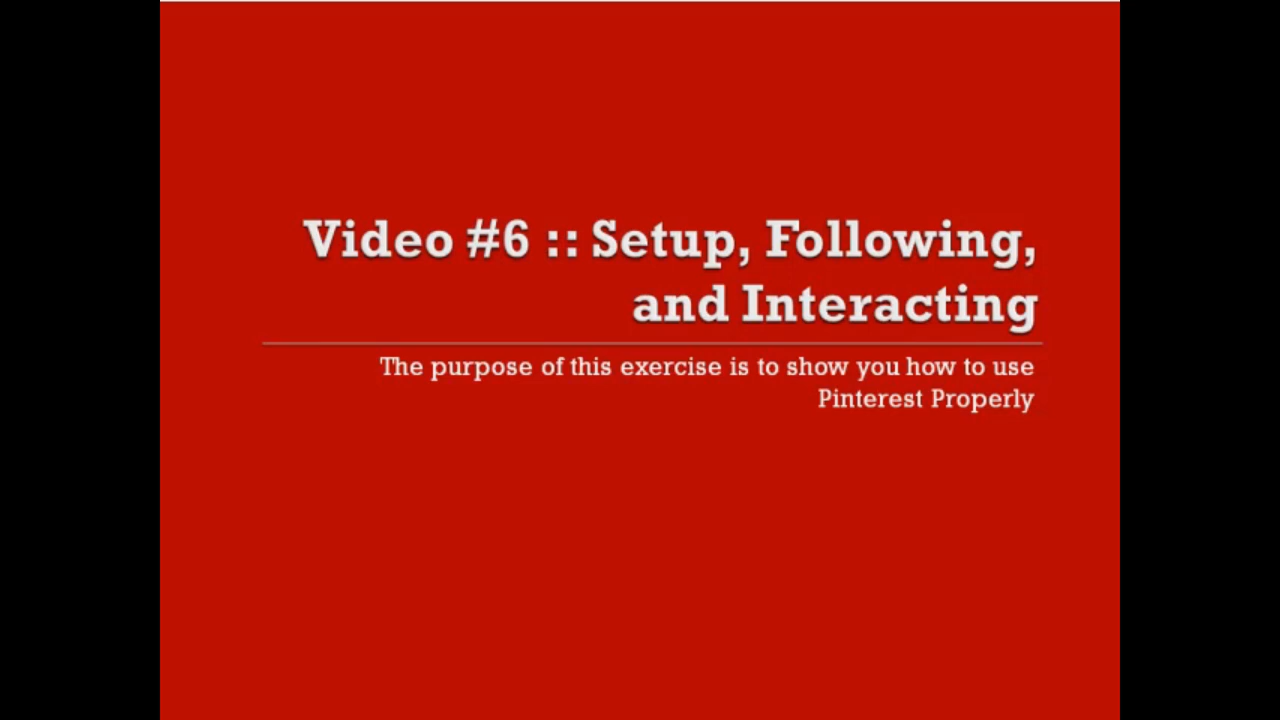 Video #6 :: Setup, Following,
and Interacting
The purpose of this exercise is to show you how to use
Pinterest Properly